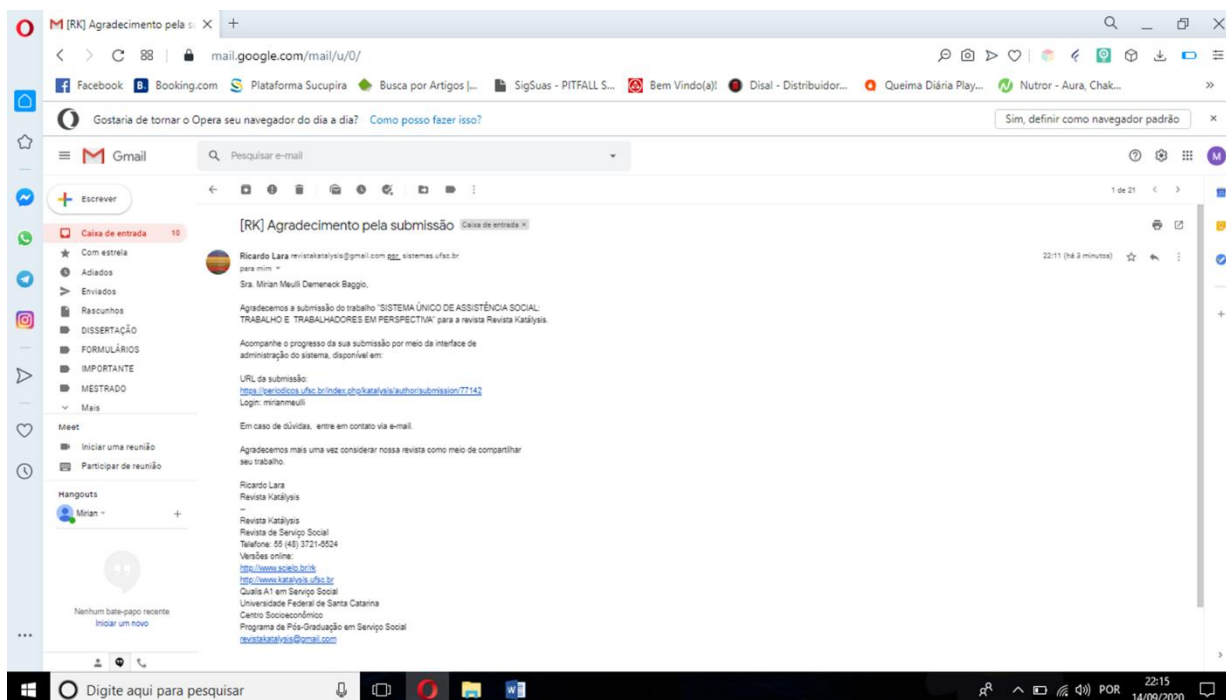 [RK] Agradecimento pela s
mail.google.com/mail/u/0/
Facebook
B. Booking.com
Plataforma Sucupira
Busca por Artigos |...
SigSuas - PITFALL S...
Bem Vindo(a)!
Disal - Distribuidor...
Queima Diária Play...
Nutror - Aura, Chak...
Gostaria de tornar o Opera seu navegador do dia a dia? Como posso fazer isso?
Sim, definir como navegador padrão
Gmail
Pesquisar e-mail
M
Escrever
1 de 21
Caixa de entrada 10
Com estrela
Adiados
Enviados
Rascunhos
DISSERTAÇÃO
FORMULÁRIOS
IMPORTANTE
MESTRADO
Mais
Meet
Iniciar uma reunião
Participar de reunião
Hangouts
Mirian
Nenhum bate-papo recente
Iniciar um novo
[RK] Agradecimento pela submissão Caixa de entrada ×
Ricardo Lara revistakatalysis@gmail.com por sistemas.ufsc.br
22:11 (há 3 minutos)
para mim
Sra. Mirian Meulli Demeneck Baggio,
Agradecemos a submissão do trabalho "SISTEMA ÚNICO DE ASSISTÊNCIA SOCIAL:
TRABALHO E TRABALHADORES EM PERSPECTIVA" para a revista Revista Katálysis.
Acompanhe o progresso da sua submissão por meio da interface de
administração do sistema, disponível em:
URL da submissão:
https://periodicos.ufsc.br/index.php/katalysis/author/submission/77142
Login: mirianmeulli
Em caso de dúvidas, entre em contato via e-mail.
Agradecemos mais uma vez considerar nossa revista como meio de compartilhar
seu trabalho.
Ricardo Lara
Revista Katálysis
--
Revista Katálysis
Revista de Serviço Social
Telefone: 55 (48) 3721-6524
Versões online:
http://www.scielo.br/rk
http://www.katalysis.ufsc.br
Qualis A1 em Serviço Social
Universidade Federal de Santa Catarina
Centro Socioeconômico
Programa de Pós-Graduação em Serviço Social
revistakatalysis@gmail.com
Digite aqui para pesquisar
POR
22:15
14/09/2020